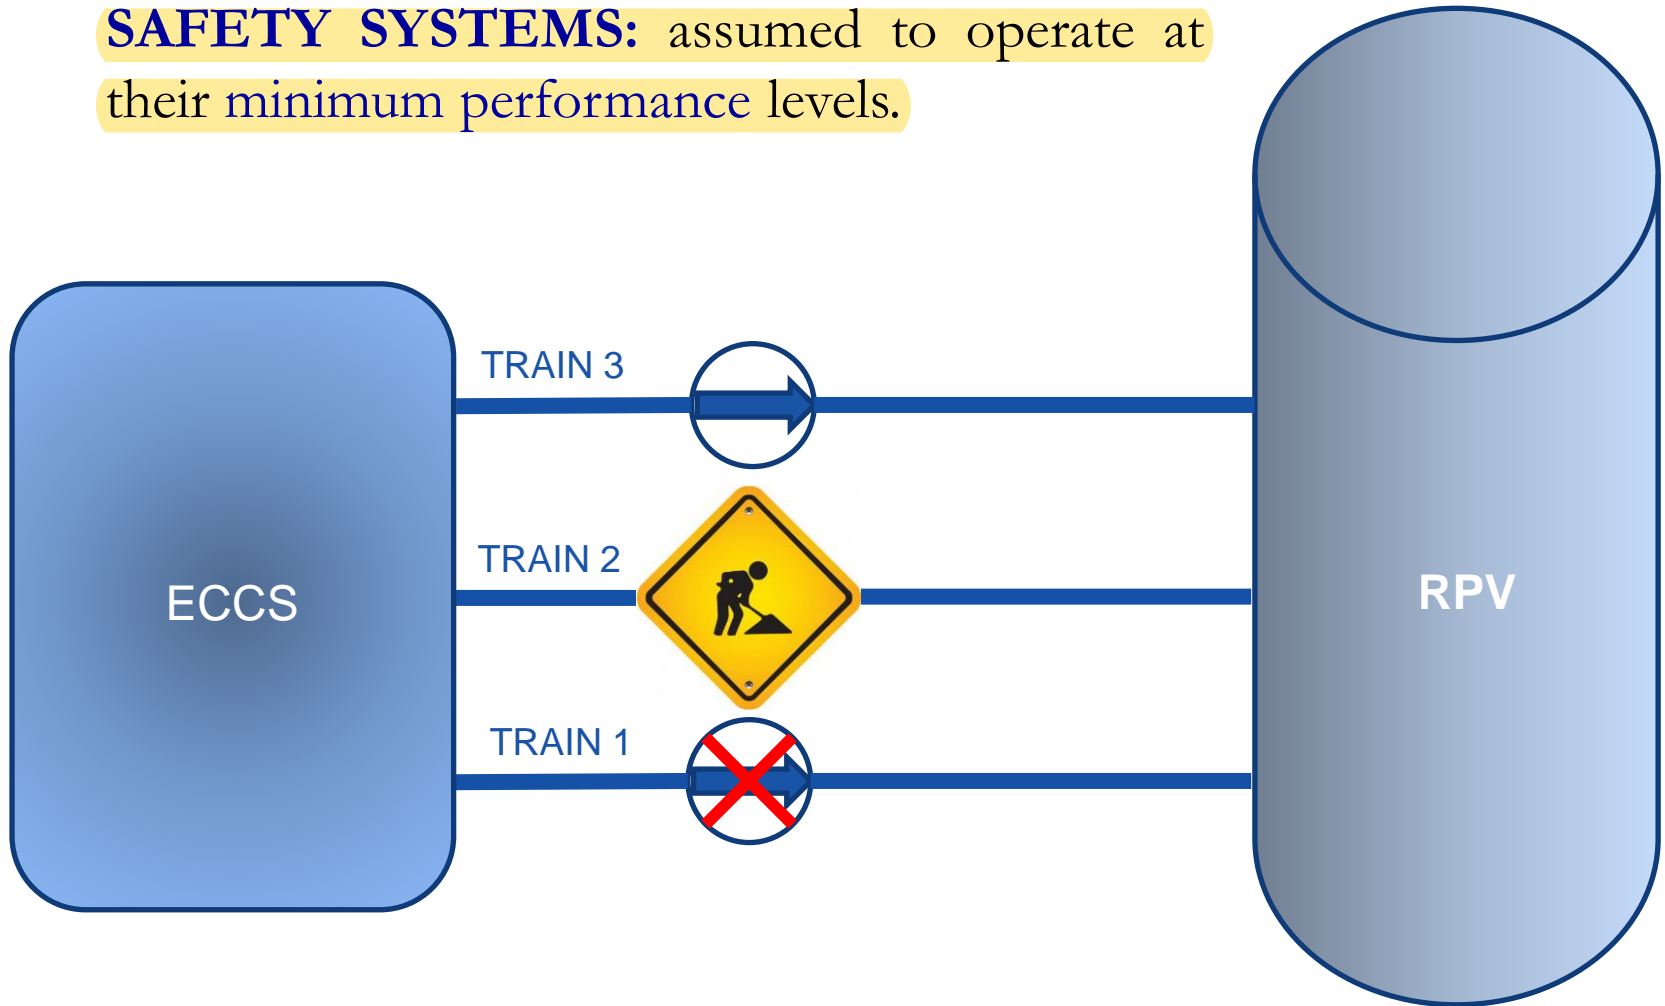 SAFETY SYSTEMS: assumed to operate at
their minimum performance levels.
TRAIN 3
TRAIN 2
ECCS
RPV
TRAIN 1